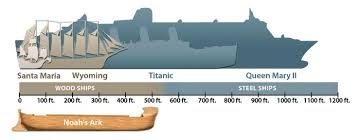 Santa Maria Wyoming Titanic Queen Mary II
WOOD SHIPS STEEL SHIPS
0 ft. 100 ft. 200 ft. 300 ft. 400 ft. 500 ft. 600 ft. 700 ft. 800 ft. 900 ft. 1000 ft. 1100 ft. 1200 ft.
Noah's Ark